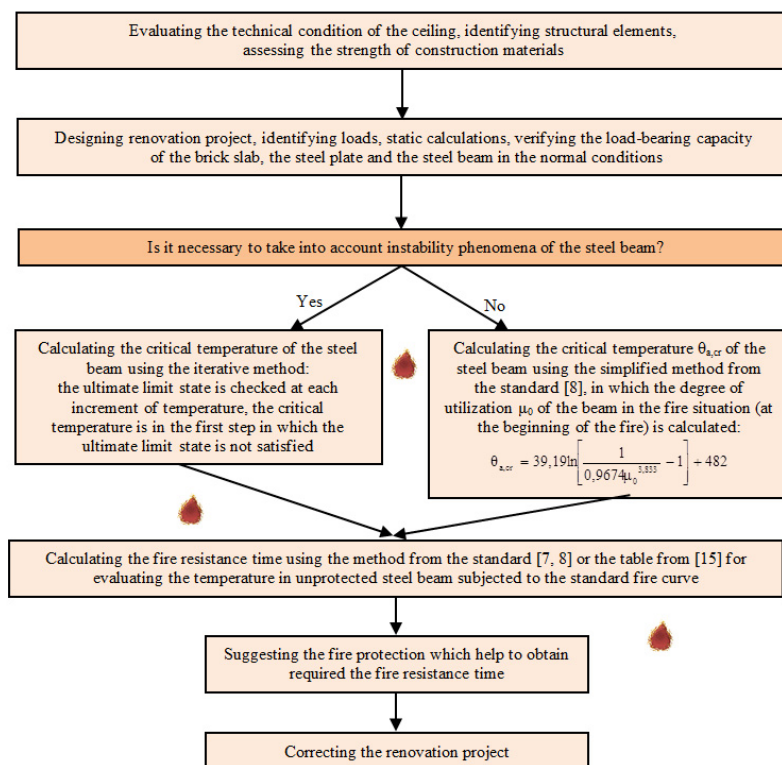 Evaluating the technical condition of the ceiling, identifying structural elements,
assessing the strength of construction materials
Designing renovation project, identifying loads, static calculations, verifying the load-bearing capacity
of the brick slab, the steel plate and the steel beam in the normal conditions
Is it necessary to take into account instability phenomena of the steel beam?
Yes
No
Calculating the critical temperature of the steel
beam using the iterative method:
the ultimate limit state is checked at each
increment of temperature, the critical
temperature is in the first step in which the
ultimate limit state is not satisfied
Calculating the critical temperature θa,cr of the
steel beam using the simplified method from
the standard [8], in which the degree of
utilization μ0 of the beam in the fire situation (at
the beginning of the fire) is calculated:
θa,cr = 39,19ln[1/(0,9674μ0^3,833) − 1] + 482
Calculating the fire resistance time using the method from the standard [7, 8] or the table from [15] for
evaluating the temperature in unprotected steel beam subjected to the standard fire curve
Suggesting the fire protection which help to obtain
required the fire resistance time
Correcting the renovation project